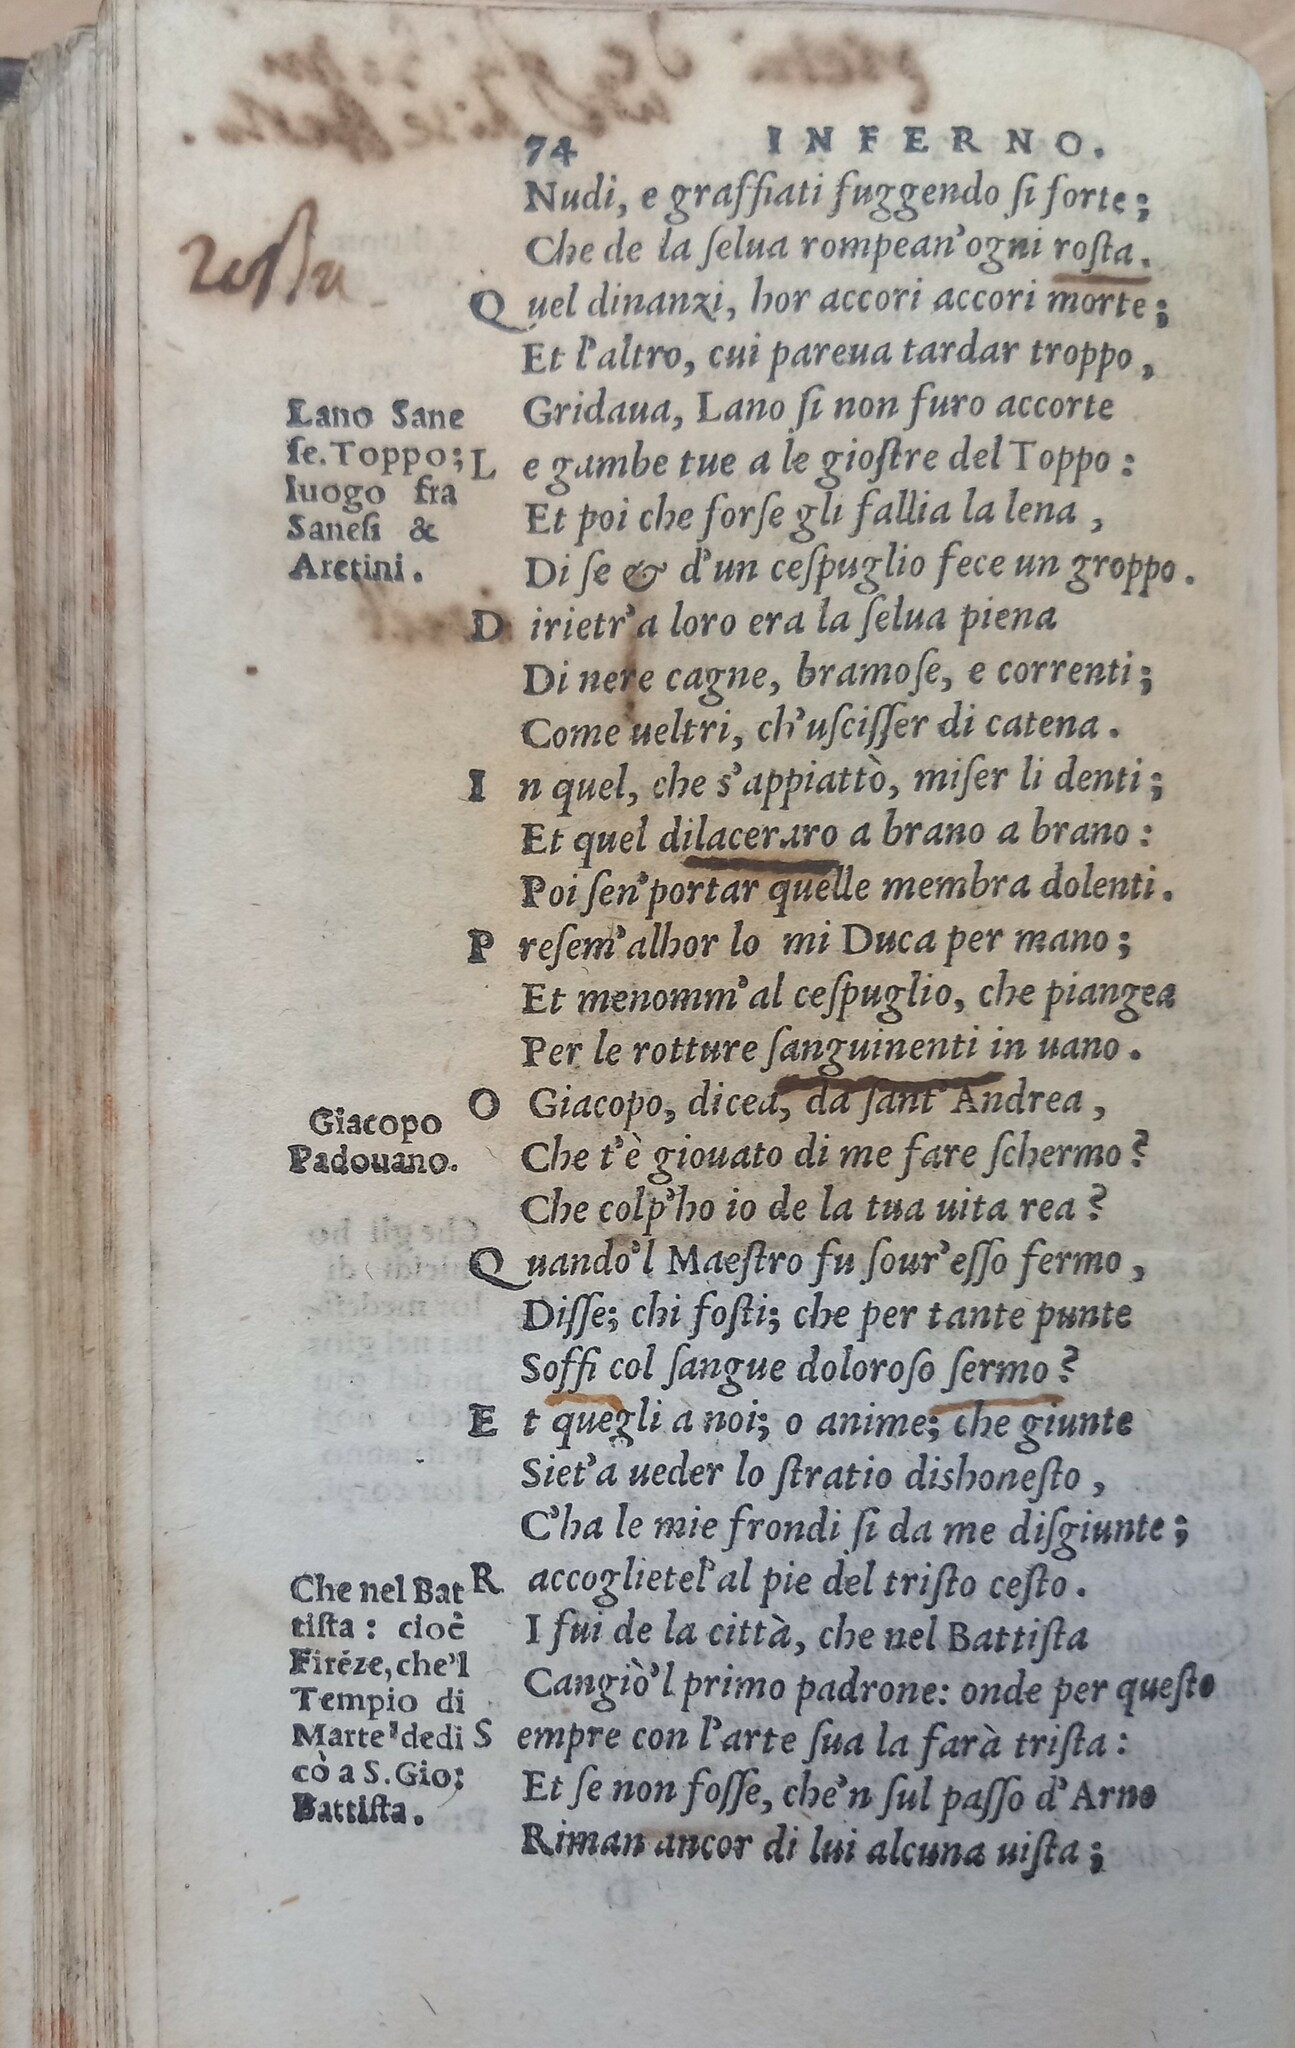 74 INFERNO.
Nudi, e graffiati fuggendo ſi forte;
Che de la ſelua rompean'ogni roſta.
roſta
Quel dinanzi, hor accori accori morte;
Et l'altro, cui pareua tardar troppo,
Gridaua, Lano ſi non furo accorte
Le gambe tue a le gioſtre del Toppo:
Et poi che forſe gli fallia la lena,
Di ſe & d'un ceſpuglio fece un groppo.
Lano Sane
ſe. Toppo;
luogo fra
Saneſi &
Aretini.
Dirietr'a loro era la ſelua piena
Di nere cagne, bramoſe, e correnti;
Come ueltri, ch'uſciſſer di catena.
In quel, che s'appiattò, miſer li denti;
Et quel dilaceraro a brano a brano:
Poi ſen'portar quelle membra dolenti.
Preſem'alhor lo mi Duca per mano;
Et menomm'al ceſpuglio, che piangea
Per le rotture ſanguinenti in uano.
O Giacopo, dicea, da ſant'Andrea,
Che t'è giouato di me fare ſchermo?
Che colp'ho io de la tua uita rea?
Giacopo
Padouano.
Quando'l Maeſtro fu ſour'eſſo fermo,
Diſſe; chi foſti; che per tante punte
Soffi col ſangue doloroſo ſermo?
Et quegli a noi; o anime; che giunte
Siet'a ueder lo ſtratio dishoneſto,
C'ha le mie frondi ſi da me diſgiunte;
Raccoglietel'al pie del triſto ceſto.
I fui de la città, che nel Battiſta
Cangiò'l primo padrone: onde per queſto
Sempre con l'arte ſua la farà triſta:
Et ſe non foſſe, che'n ſul paſſo d'Arno
Riman ancor di lui alcuna uiſta;
Che nel Bat
tiſta: cioè
Firēze, che'l
Tempio di
Marte dedi
cò a S. Gio;
Battiſta.